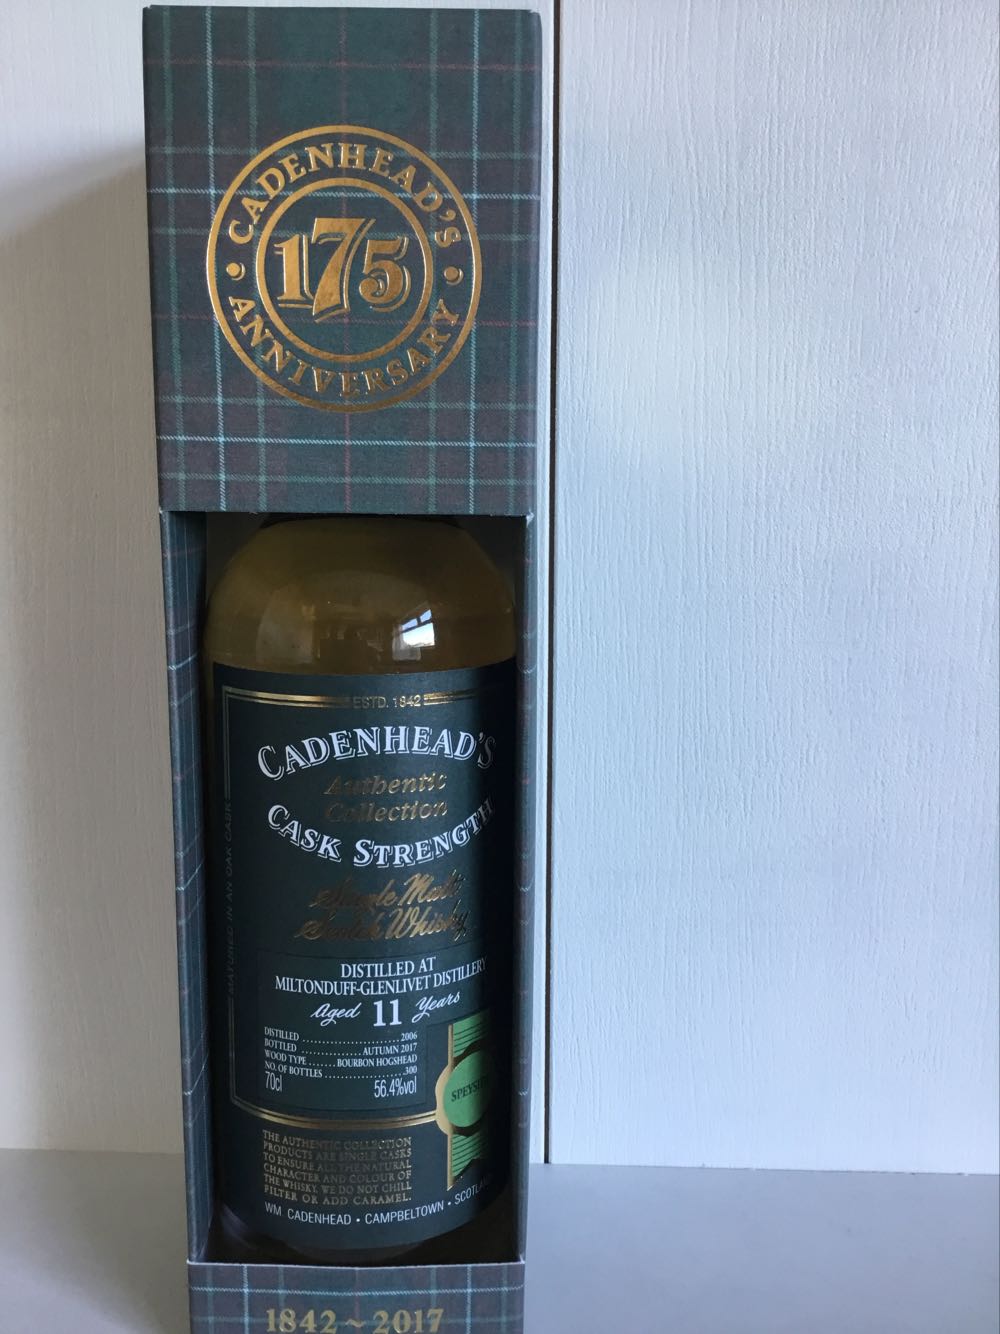 CADENHEAD'S
175
ANNIVERSARY
ESTD. 1842
CADENHEAD'S
Authentic
Collection
CASK STRENGTH
Single Malt
Scotch Whisky
MATURED IN AN OAK CASK
DISTILLED AT
MILTONDUFF-GLENLIVET DISTILLERY
Aged 11 Years
DISTILLED ........................2006
BOTTLED ...............AUTUMN 2017
WOOD TYPE .......BOURBON HOGSHEAD
NO. OF BOTTLES ....................300
70cl 56.4%vol
THE AUTHENTIC COLLECTION
PRODUCTS ARE SINGLE CASKS
TO ENSURE ALL THE NATURAL
CHARACTER AND COLOUR OF
THE WHISKY. WE DO NOT CHILL
FILTER OR ADD CARAMEL.
WM CADENHEAD • CAMPBELTOWN •
1842 ~ 2017